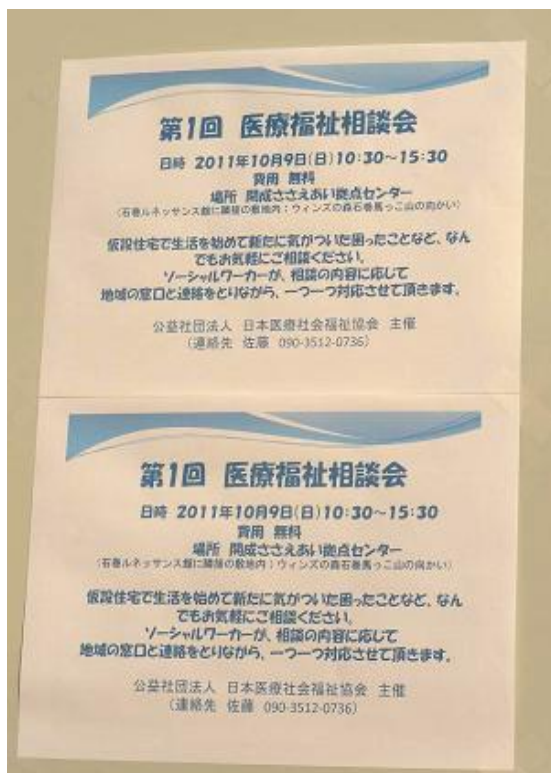 第1回 医療福祉相談会
日時 2011年10月9日(日)10:30~15:30
費用 無料
場所 開成ささえあい拠点センター
(石巻ルネッサンス館に隣接の敷地内;ウィンズの森石巻馬っこ山の向かい)
仮設住宅で生活を始めて新たに気がついた困ったことなど、なん
でもお気軽にご相談ください。
ソーシャルワーカーが、相談の内容に応じて
地域の窓口と連絡をとりながら、一つ一つ対応させて頂きます。
公益社団法人 日本医療社会福祉協会 主催
(連絡先 佐藤 090-3512-0736)
第1回 医療福祉相談会
日時 2011年10月9日(日)10:30~15:30
費用 無料
場所 開成ささえあい拠点センター
(石巻ルネッサンス館に隣接の敷地内;ウィンズの森石巻馬っこ山の向かい)
仮設住宅で生活を始めて新たに気がついた困ったことなど、なん
でもお気軽にご相談ください。
ソーシャルワーカーが、相談の内容に応じて
地域の窓口と連絡をとりながら、一つ一つ対応させて頂きます。
公益社団法人 日本医療社会福祉協会 主催
(連絡先 佐藤 090-3512-0736)